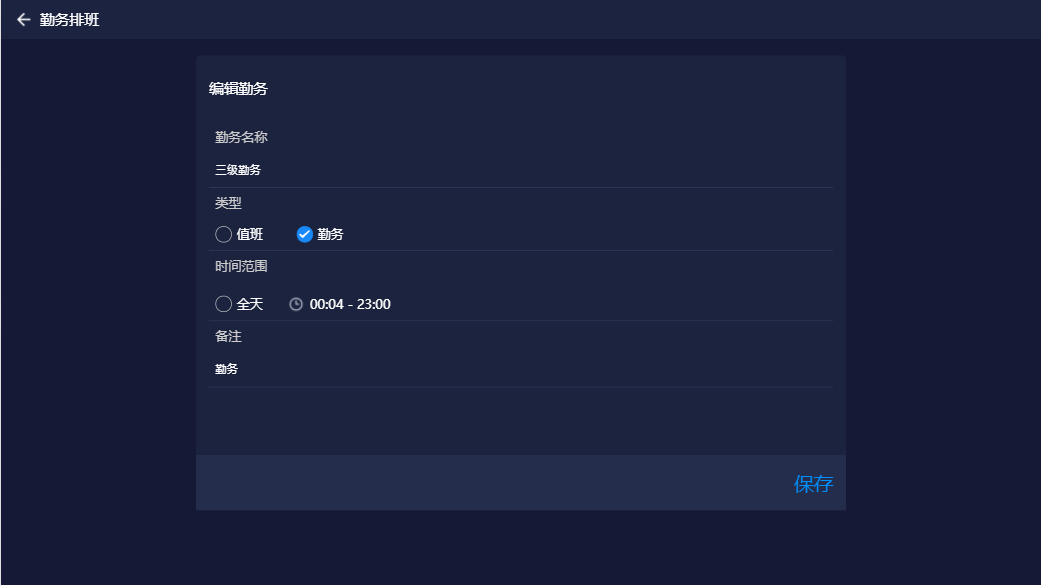 勤务排班
编辑勤务
勤务名称
三级勤务
类型
值班 勤务
时间范围
全天 00:04 - 23:00
备注
勤务
保存